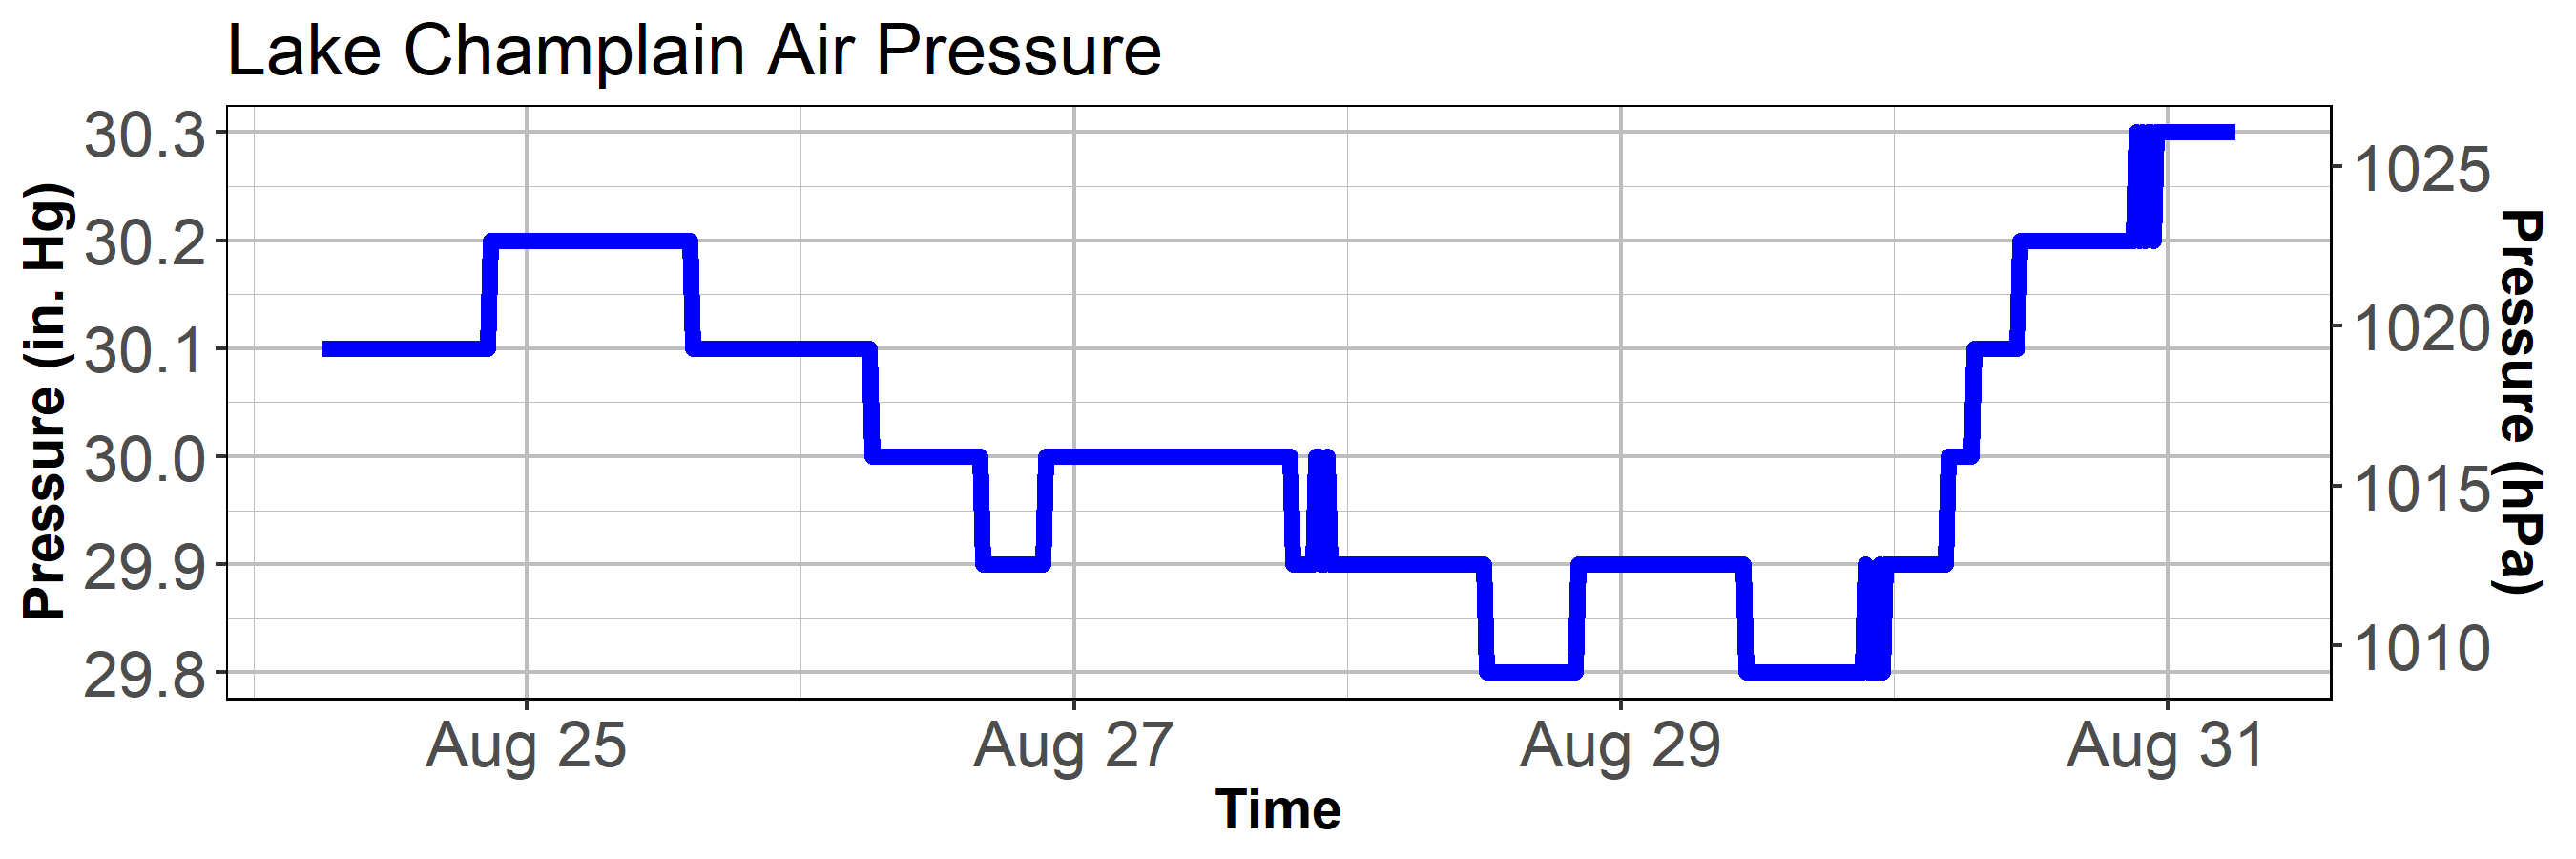 Lake Champlain Air Pressure
Pressure (in. Hg)
30.3
30.2
30.1
30.0
29.9
29.8
1025
1020
1015
1010
Pressure (hPa)
Aug 25
Aug 27
Aug 29
Aug 31
Time